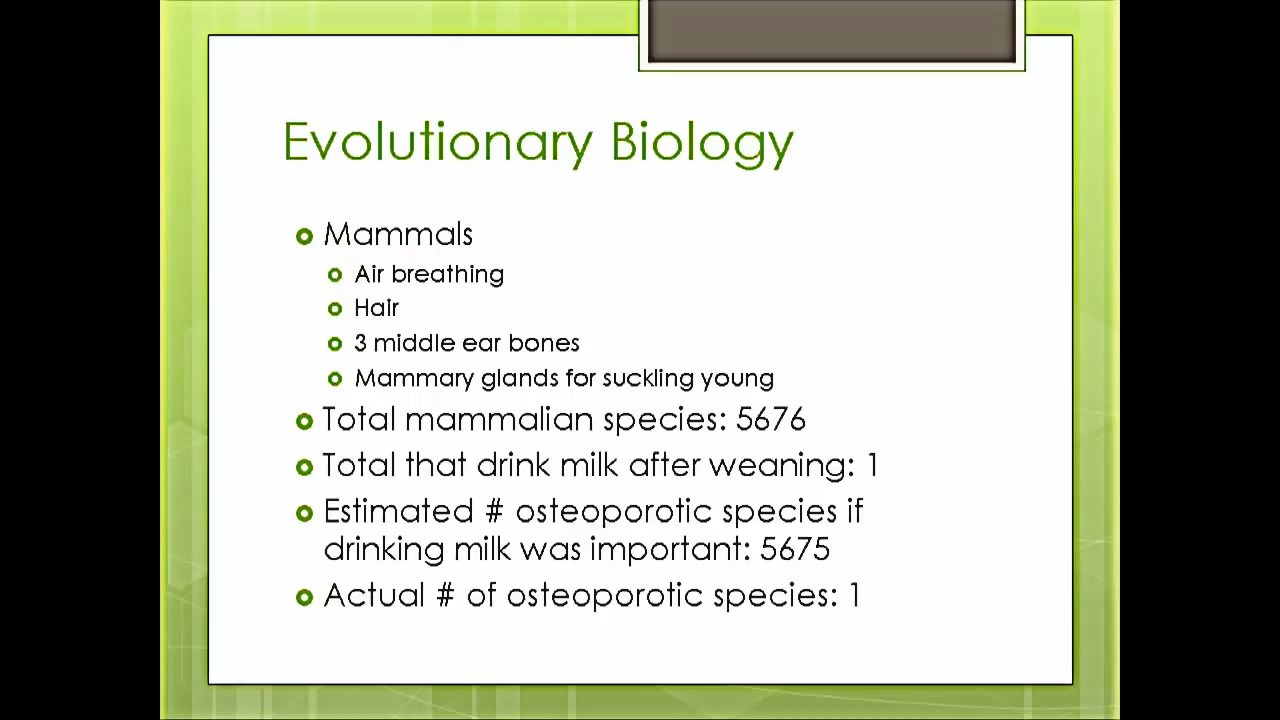 Evolutionary Biology
Mammals
Air breathing
Hair
3 middle ear bones
Mammary glands for suckling young
Total mammalian species: 5676
Total that drink milk after weaning: 1
Estimated # osteoporotic species if
drinking milk was important: 5675
Actual # of osteoporotic species: 1